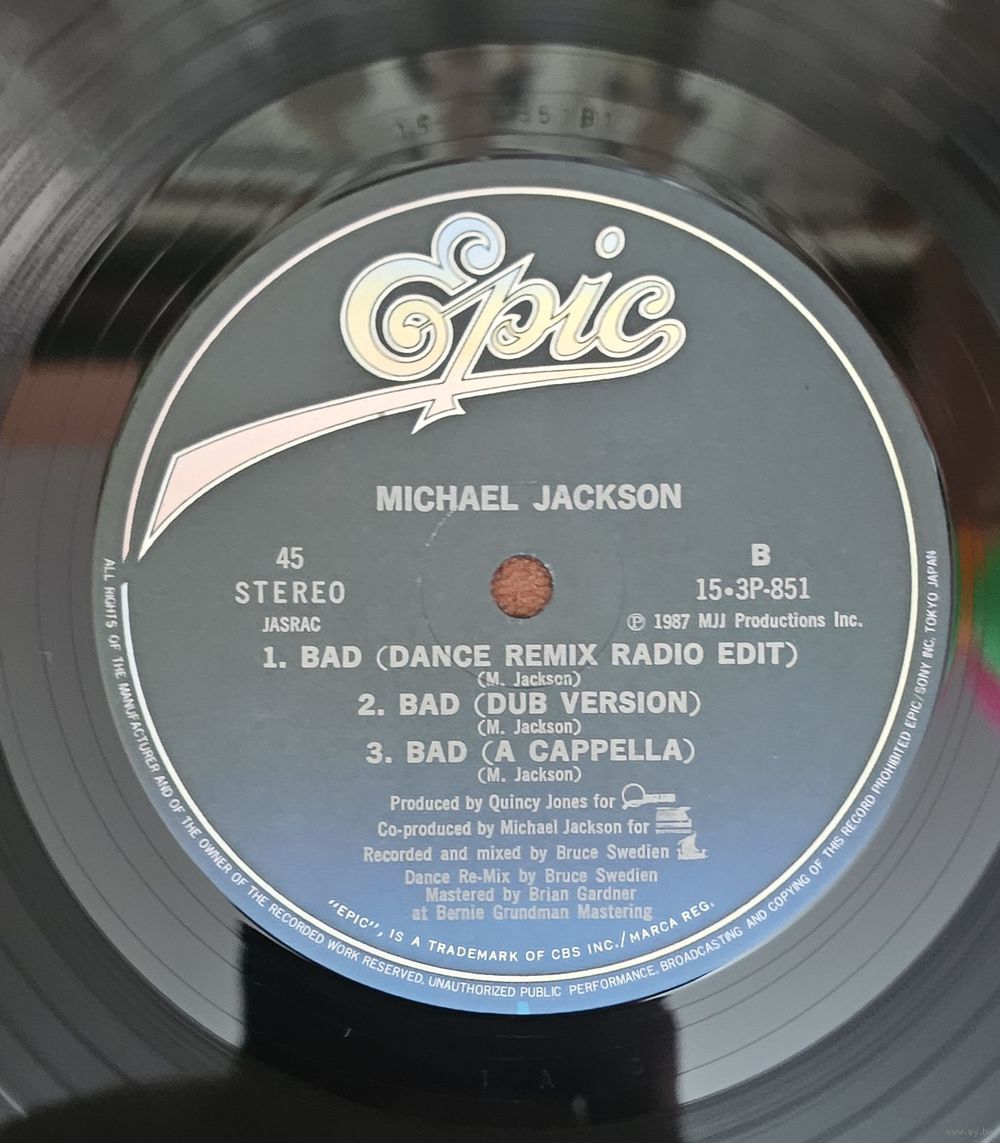 Epic
MICHAEL JACKSON
45
STEREO
JASRAC
B
15•3P-851
Ⓟ 1987 MJJ Productions Inc.
1. BAD (DANCE REMIX RADIO EDIT)
(M. Jackson)
2. BAD (DUB VERSION)
(M. Jackson)
3. BAD (A CAPPELLA)
(M. Jackson)
Produced by Quincy Jones for
Co-produced by Michael Jackson for
Recorded and mixed by Bruce Swedien
Dance Re-Mix by Bruce Swedien
Mastered by Brian Gardner
at Bernie Grundman Mastering
"EPIC", IS A TRADEMARK OF CBS INC./MARCA REG.
ALL RIGHTS OF THE MANUFACTURER AND OF THE OWNER OF THE RECORDED WORK RESERVED. UNAUTHORIZED PUBLIC PERFORMANCE. BROADCASTING AND COPYING OF THIS RECORD PROHIBITED EPIC/SONY INC. TOKYO JAPAN